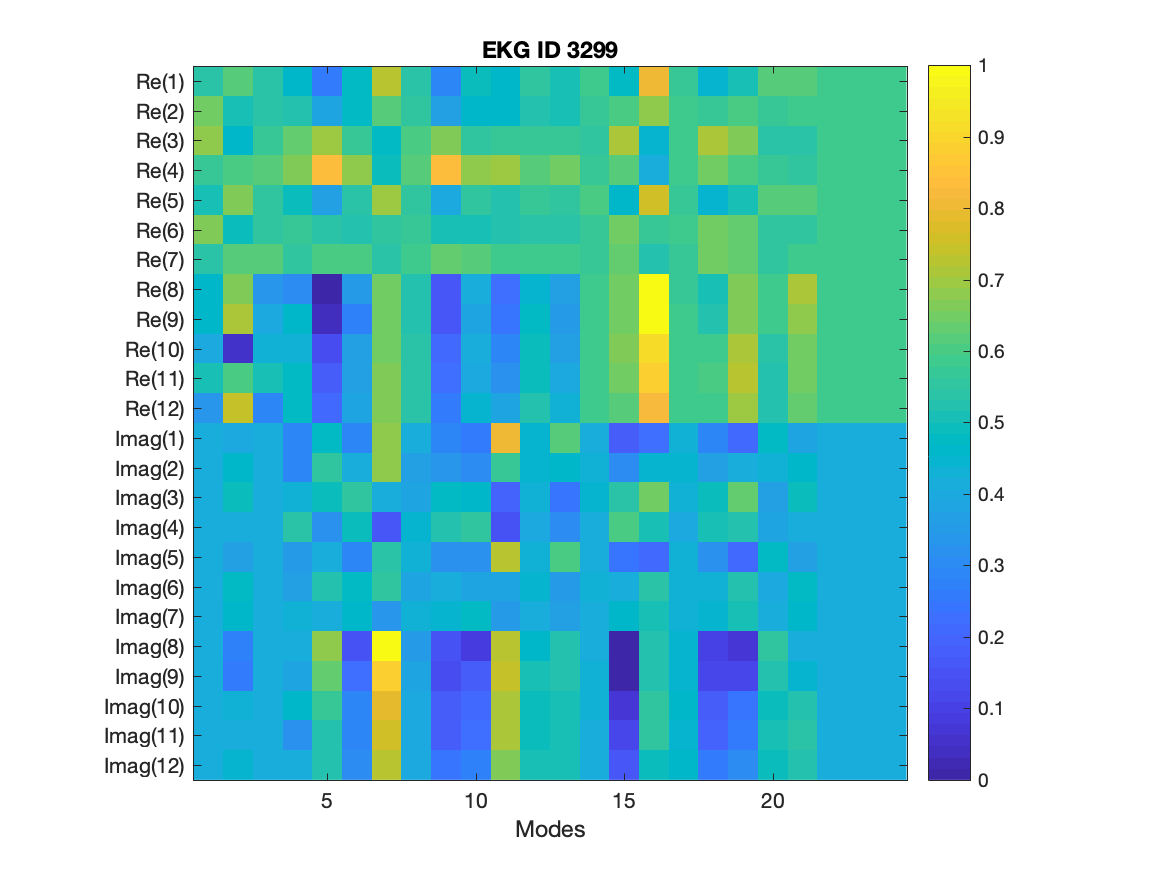 EKG ID 3299
Re(1)
Re(2)
Re(3)
Re(4)
Re(5)
Re(6)
Re(7)
Re(8)
Re(9)
Re(10)
Re(11)
Re(12)
Imag(1)
Imag(2)
Imag(3)
Imag(4)
Imag(5)
Imag(6)
Imag(7)
Imag(8)
Imag(9)
Imag(10)
Imag(11)
Imag(12)
5 10 15 20
Modes
1
0.9
0.8
0.7
0.6
0.5
0.4
0.3
0.2
0.1
0